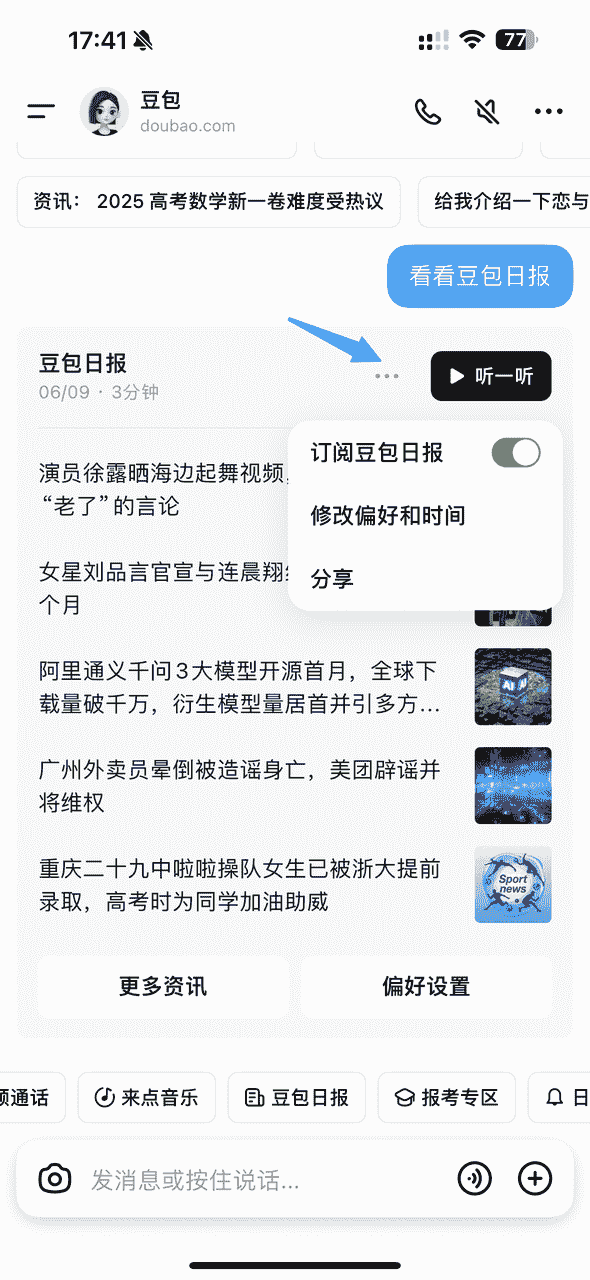 17:41
77
豆包
doubao.com
资讯： 2025 高考数学新一卷难度受热议
给我介绍一下恋与
看看豆包日报
豆包日报
06/09 · 3分钟
听一听
订阅豆包日报
修改偏好和时间
分享
演员徐露晒海边起舞视频，
“老了”的言论
女星刘品言官宣与连晨翔
个月
阿里通义千问3大模型开源首月，全球下
载量破千万，衍生模型量居首并引多方...
广州外卖员晕倒被造谣身亡，美团辟谣并
将维权
重庆二十九中啦啦操队女生已被浙大提前
录取，高考时为同学加油助威
AI
Sport
news
更多资讯
偏好设置
频通话
来点音乐
豆包日报
报考专区
日
发消息或按住说话...